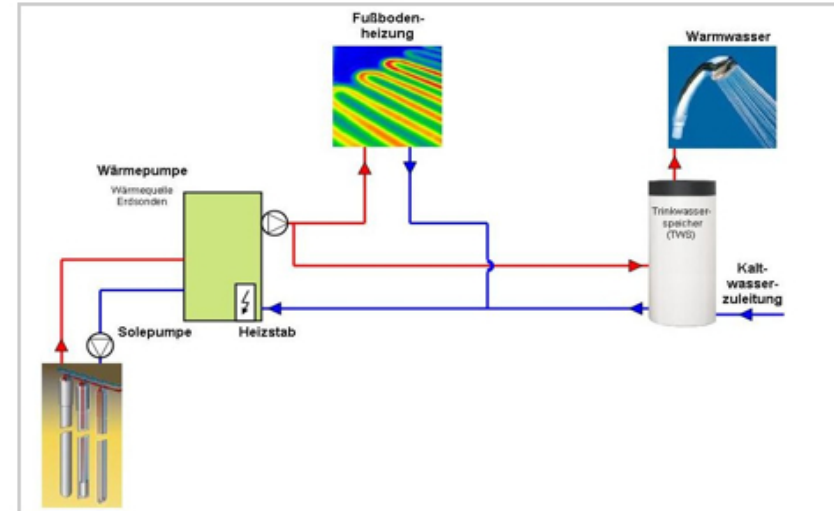 Fußboden-
heizung
Warmwasser
Wärmepumpe
Wärmequelle
Erdsonden
Trinkwasser-
speicher
(TWS)
Kalt-
wasser-
zuleitung
Solepumpe
Heizstab